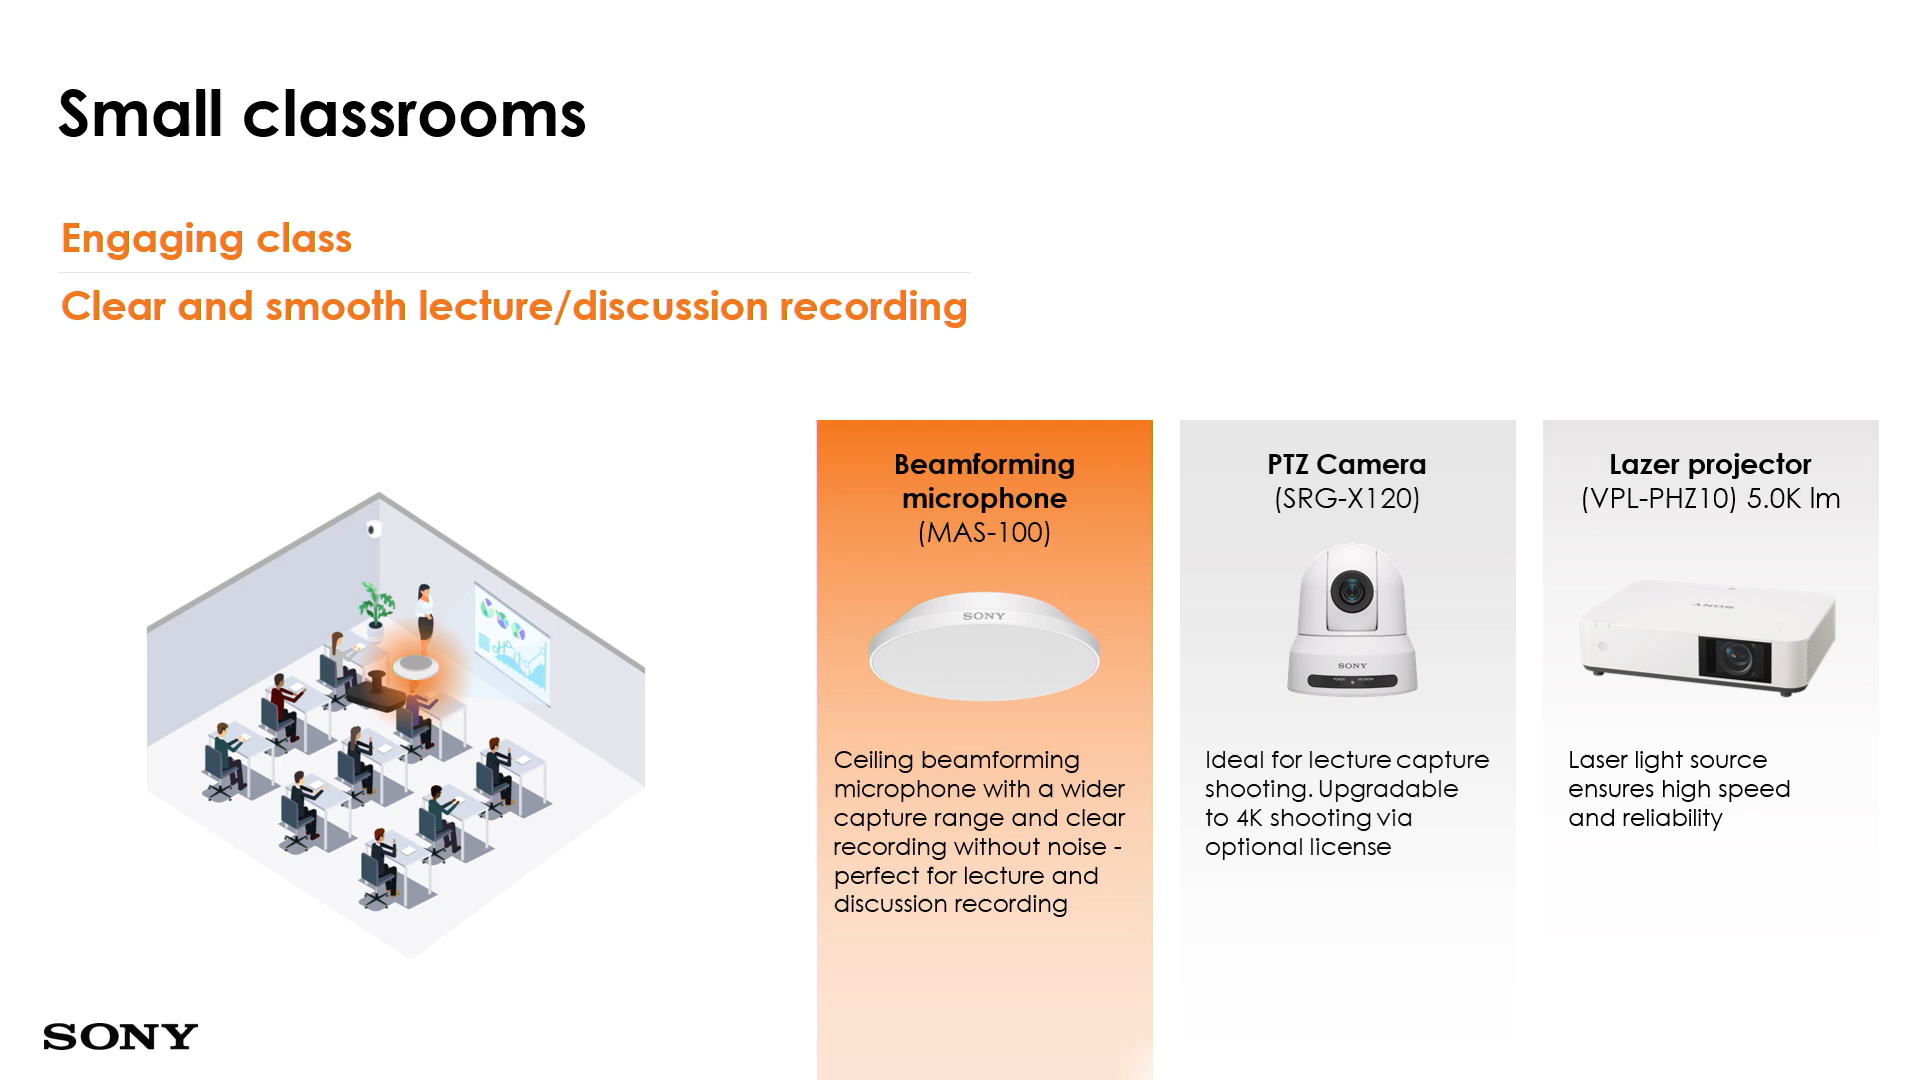 Small classrooms
Engaging class
Clear and smooth lecture/discussion recording
Beamforming
microphone
(MAS-100)
SONY
Ceiling beamforming
microphone with a wider
capture range and clear
recording without noise -
perfect for lecture and
discussion recording
PTZ Camera
(SRG-X120)
SONY
POWER NETWORK
Ideal for lecture capture
shooting. Upgradable
to 4K shooting via
optional license
Lazer projector
(VPL-PHZ10) 5.0K lm
SONY
Laser light source
ensures high speed
and reliability
SONY